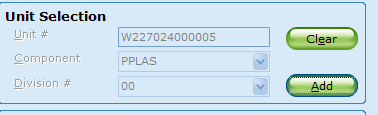 Unit Selection
Unit # W227024000005 Clear
Component PPLAS
Division # 00 Add